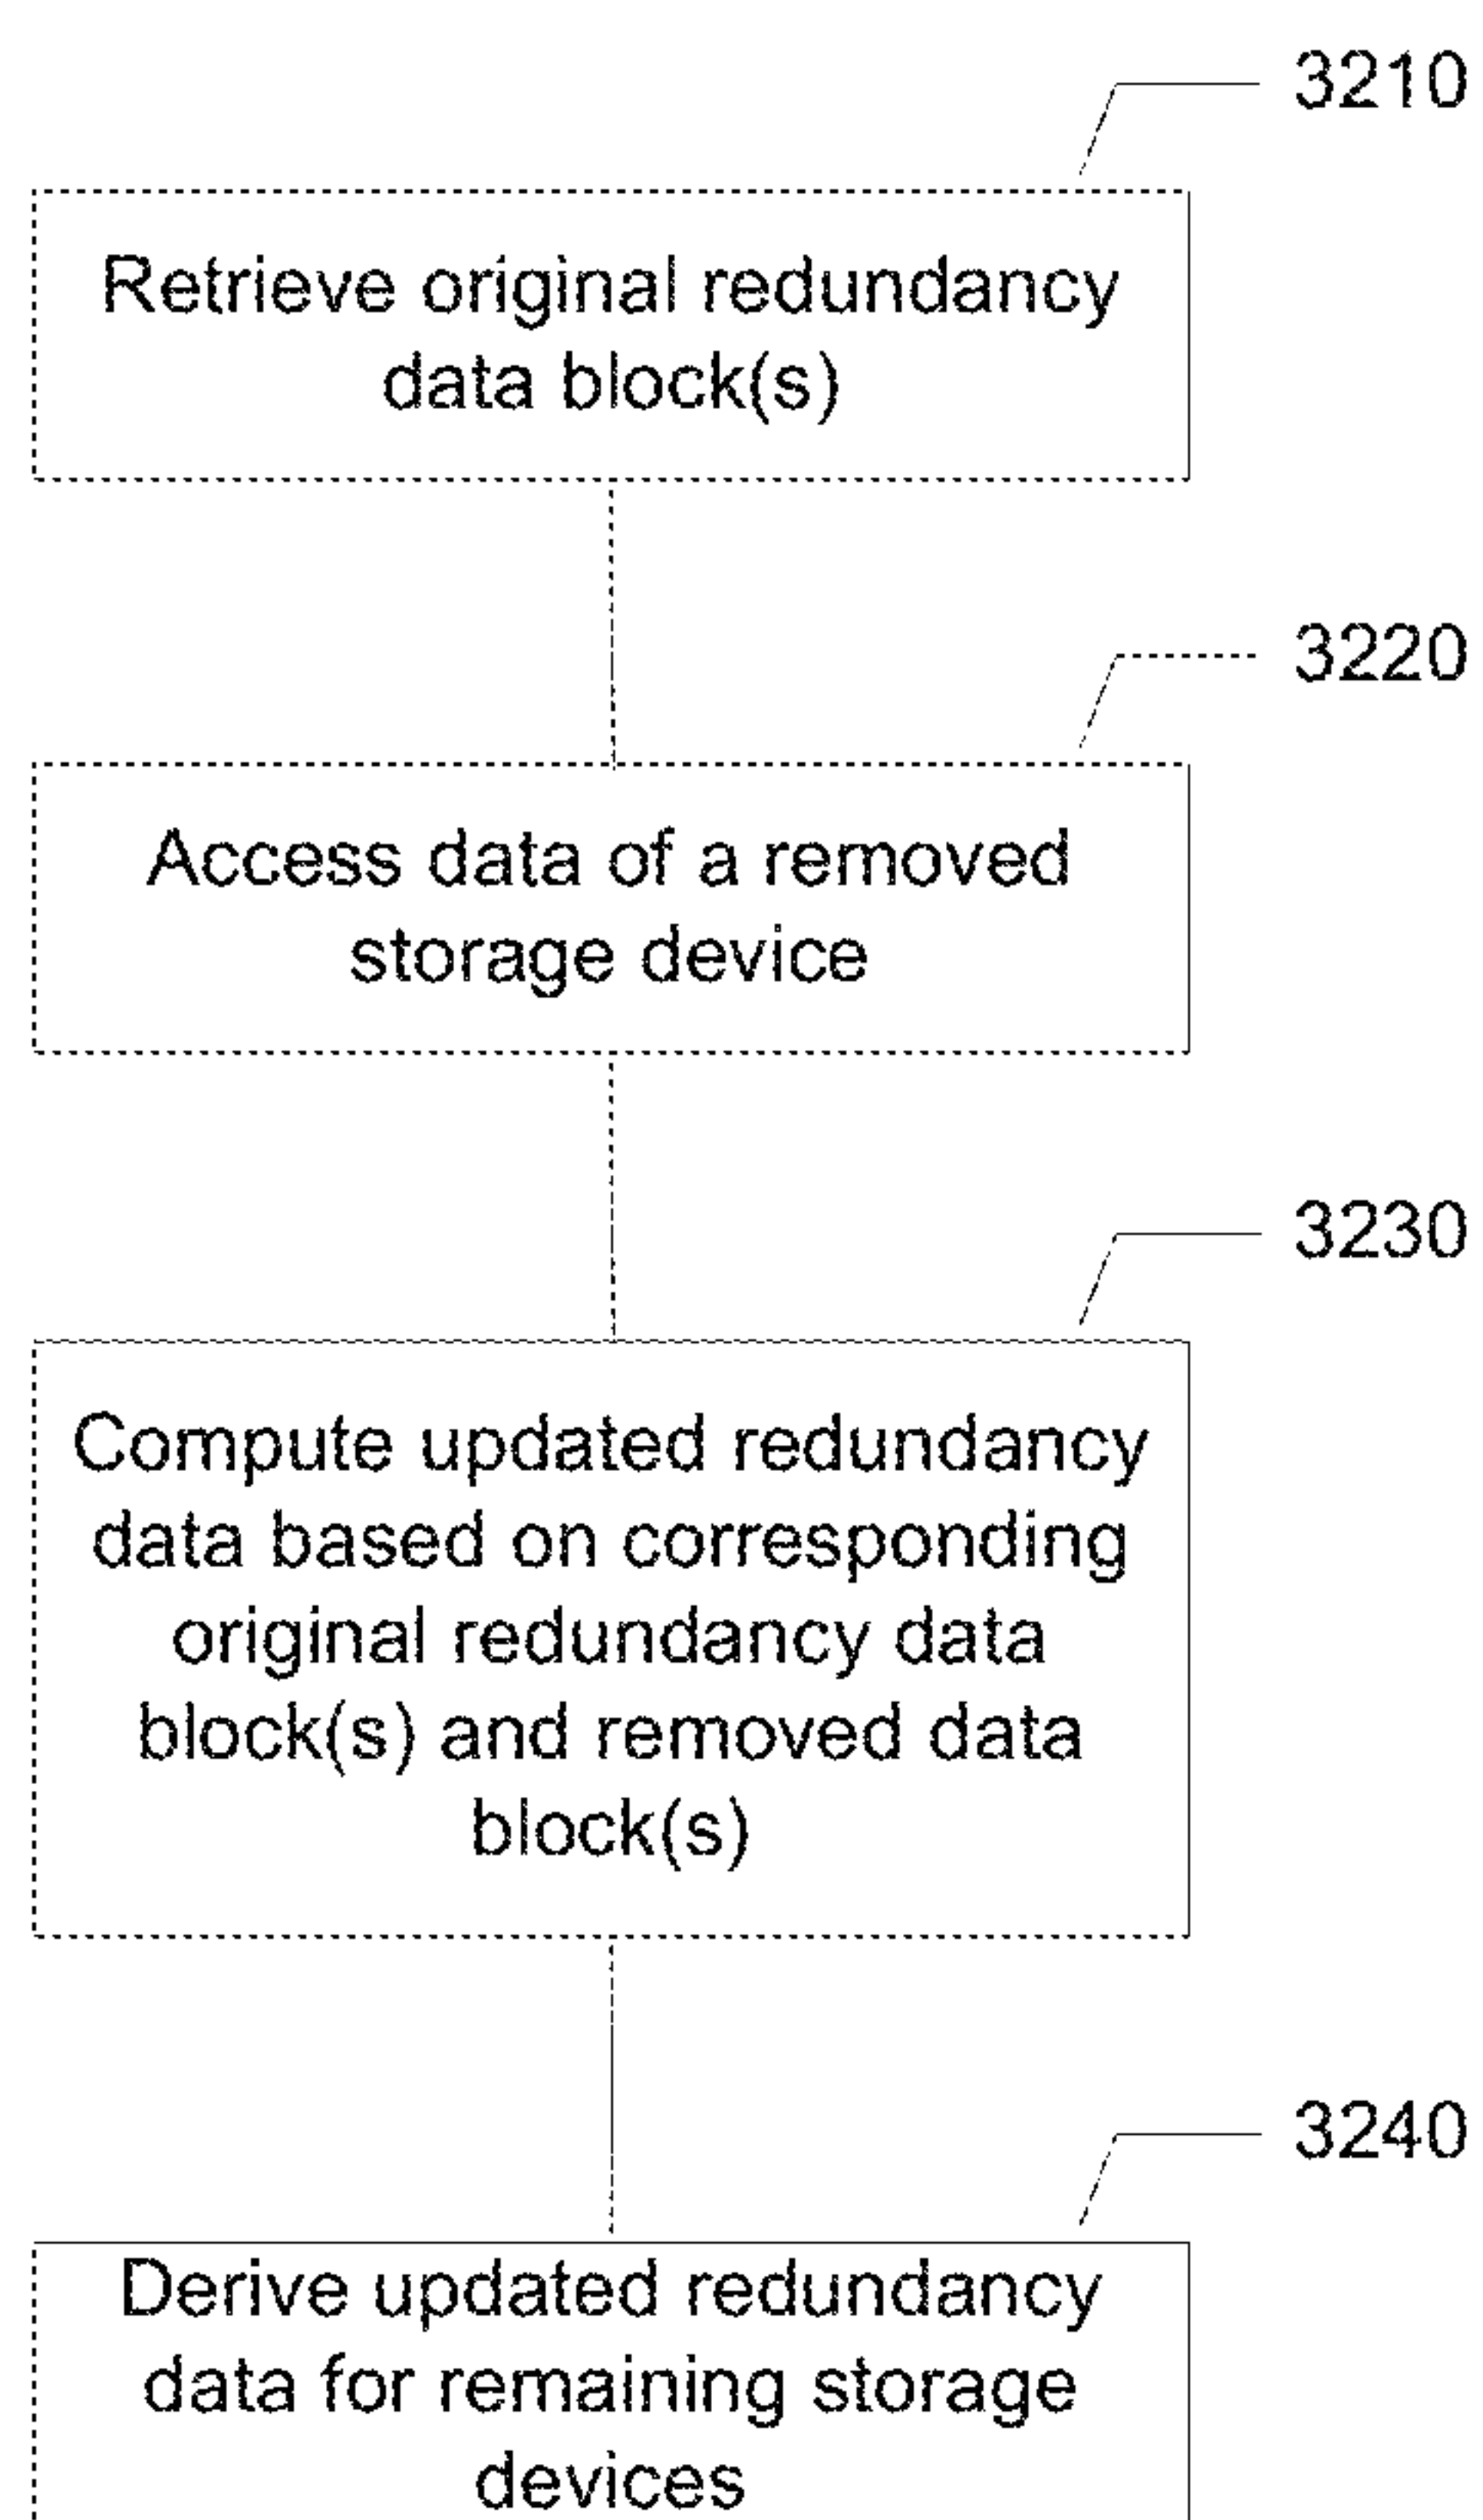 3210
Retrieve original redundancy
data block(s)
3220
Access data of a removed
storage device
3230
Compute updated redundancy
data based on corresponding
original redundancy data
block(s) and removed data
block(s)
3240
Derive updated redundancy
data for remaining storage
devices